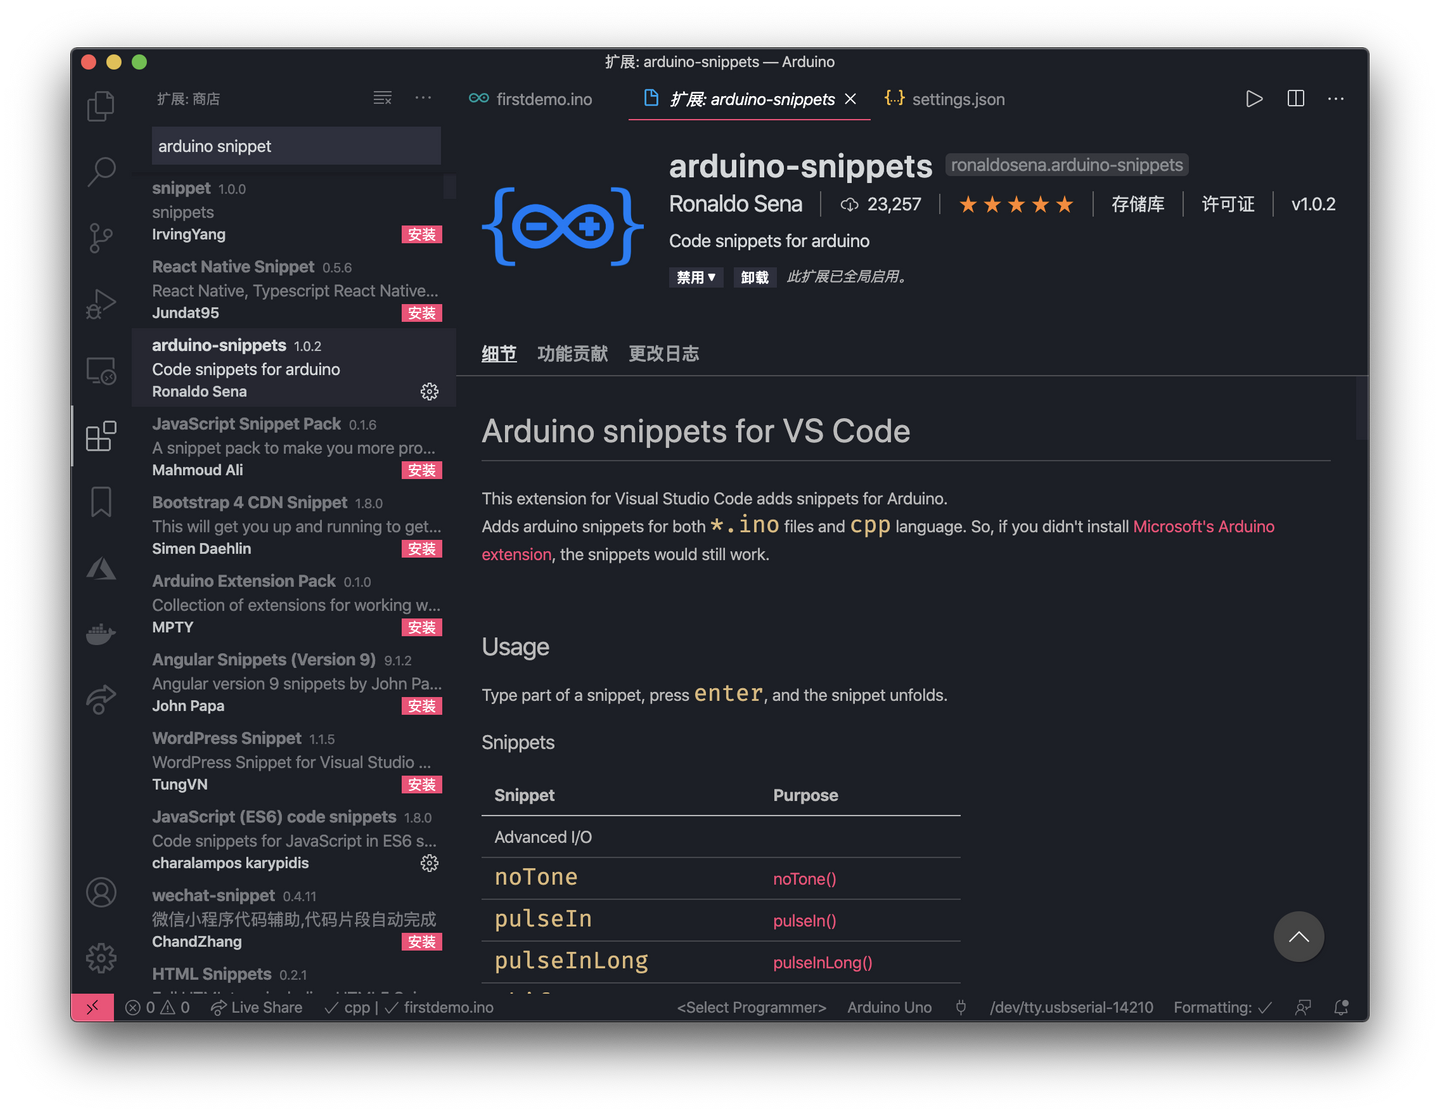 扩展: arduino-snippets — Arduino
扩展: 商店
firstdemo.ino
扩展: arduino-snippets
settings.json
arduino snippet
snippet 1.0.0
snippets
IrvingYang 安装
React Native Snippet 0.5.6
React Native, Typescript React Native...
Jundat95 安装
arduino-snippets 1.0.2
Code snippets for arduino
Ronaldo Sena
JavaScript Snippet Pack 0.1.6
A snippet pack to make you more pro...
Mahmoud Ali 安装
Bootstrap 4 CDN Snippet 1.8.0
This will get you up and running to get...
Simen Daehlin 安装
Arduino Extension Pack 0.1.0
Collection of extensions for working w...
MPTY 安装
Angular Snippets (Version 9) 9.1.2
Angular version 9 snippets by John Pa...
John Papa 安装
WordPress Snippet 1.1.5
WordPress Snippet for Visual Studio ...
TungVN 安装
JavaScript (ES6) code snippets 1.8.0
Code snippets for JavaScript in ES6 s...
charalampos karypidis
wechat-snippet 0.4.11
微信小程序代码辅助,代码片段自动完成
ChandZhang 安装
HTML Snippets 0.2.1
arduino-snippets ronaldosena.arduino-snippets
Ronaldo Sena 23,257 存储库 许可证 v1.0.2
Code snippets for arduino
禁用 卸载 此扩展已全局启用。
细节 功能贡献 更改日志
Arduino snippets for VS Code
This extension for Visual Studio Code adds snippets for Arduino.
Adds arduino snippets for both *.ino files and cpp language. So, if you didn't install Microsoft's Arduino
extension, the snippets would still work.
Usage
Type part of a snippet, press enter, and the snippet unfolds.
Snippets
Snippet Purpose
Advanced I/O
noTone noTone()
pulseIn pulseIn()
pulseInLong pulseInLong()
0 0 Live Share cpp | firstdemo.ino <Select Programmer> Arduino Uno /dev/tty.usbserial-14210 Formatting: